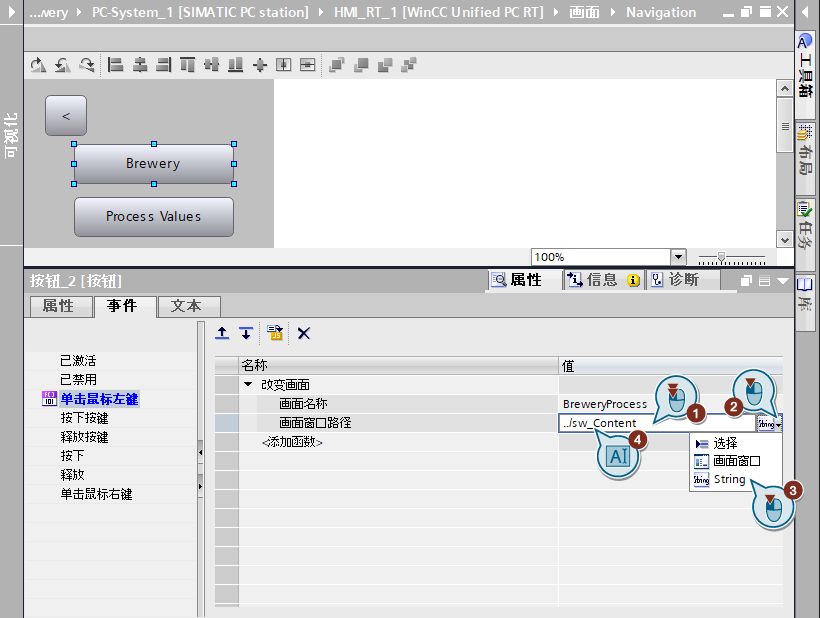 ...wery ▸ PC-System_1 [SIMATIC PC station] ▸ HMI_RT_1 [WinCC Unified PC RT] ▸ 画面 ▸ Navigation
<
Brewery
Process Values
100%
工具箱
布局
任务
库
按钮_2 [按钮]
属性
信息
诊断
属性
事件
文本
已激活
已禁用
单击鼠标左键
按下按键
释放按键
按下
释放
单击鼠标右键
名称
值
改变画面
画面名称
BreweryProcess
画面窗口路径
../sw_Content
<添加函数>
选择
画面窗口
String
1
2
3
4